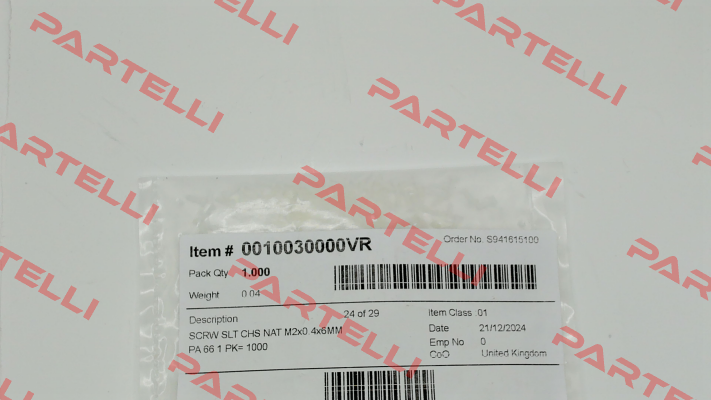 PARTELLI
PARTELLI
PARTELLI
PARTELLI
PARTELLI
PARTELLI
PARTELLI
PARTELLI
Item # 0010030000VR
Order No. S941615100
Pack Qty 1.000
Weight 0.04
Description 24 of 29 Item Class 01
SCRW SLT CHS NAT M2x0 4x6MM Date 21/12/2024
PA 66 1 PK= 1000 Emp No 0
CoO United Kingdom